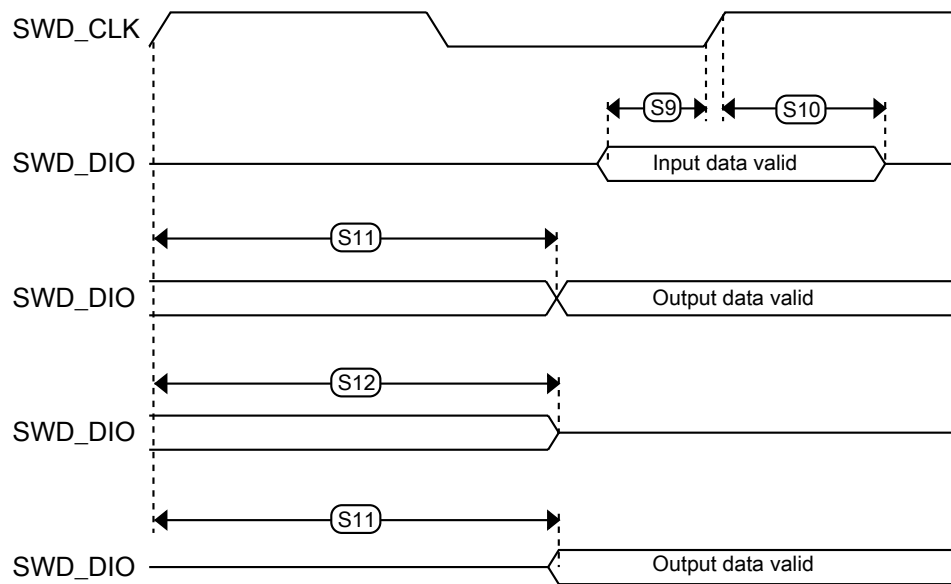 SWD_CLK
S9
S10
SWD_DIO
Input data valid
S11
SWD_DIO
Output data valid
S12
SWD_DIO
S11
SWD_DIO
Output data valid